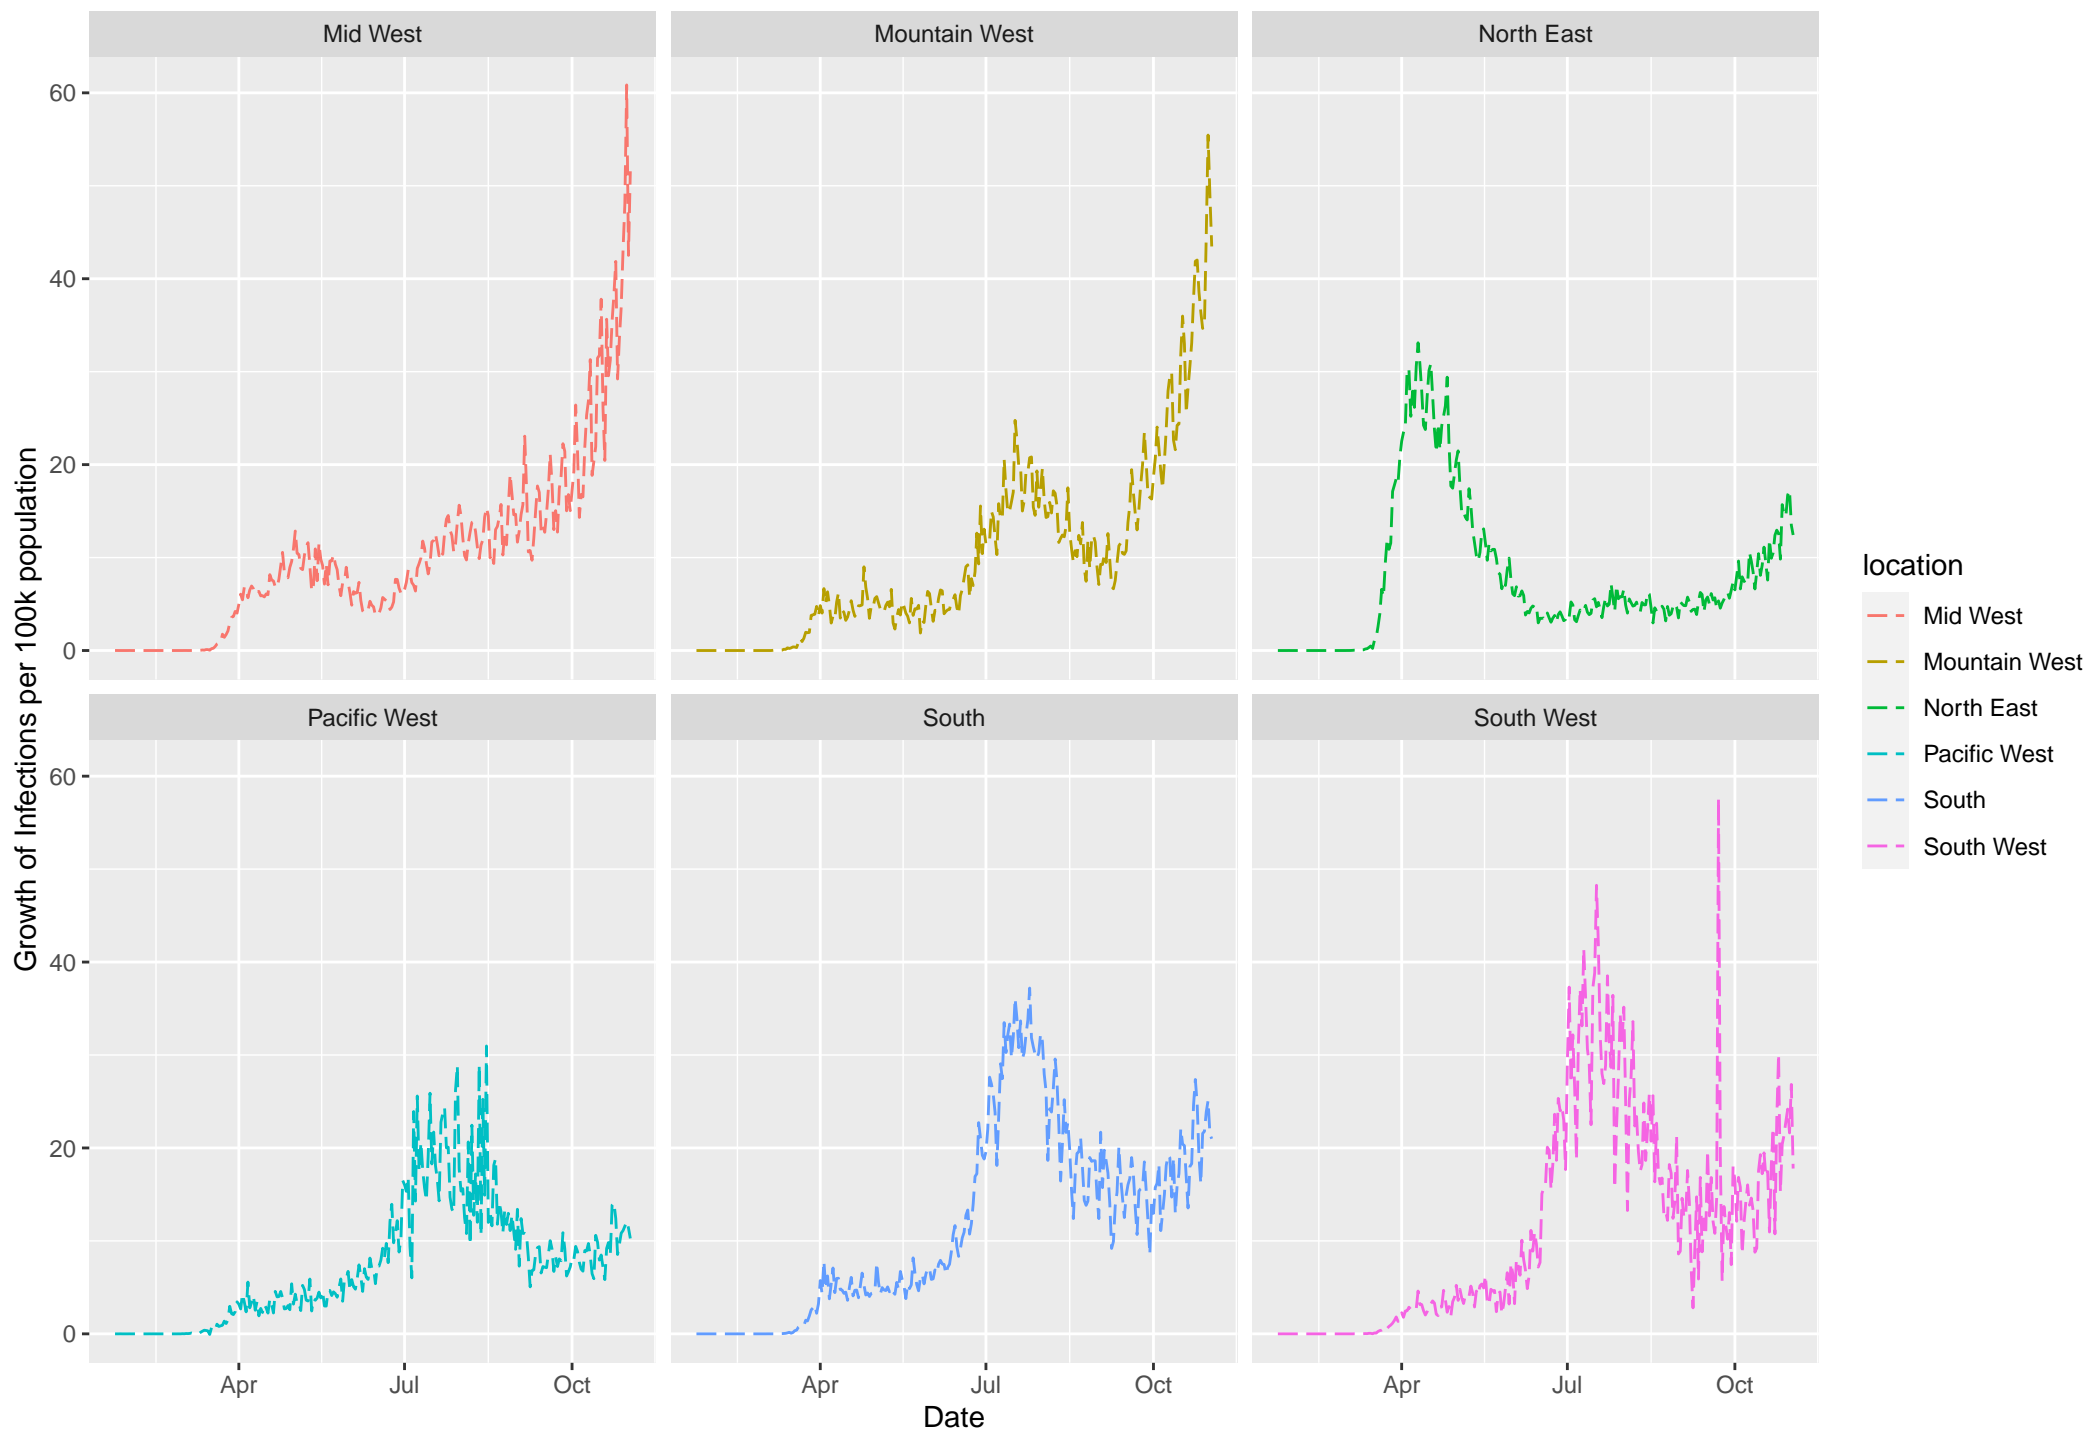 Mid West
Mountain West
North East
60
40
20
0
Pacific West
South
South West
60
40
20
0
Apr
Jul
Oct
Apr
Jul
Oct
Apr
Jul
Oct
Date
Growth of Infections per 100k population
location
Mid West
Mountain West
North East
Pacific West
South
South West